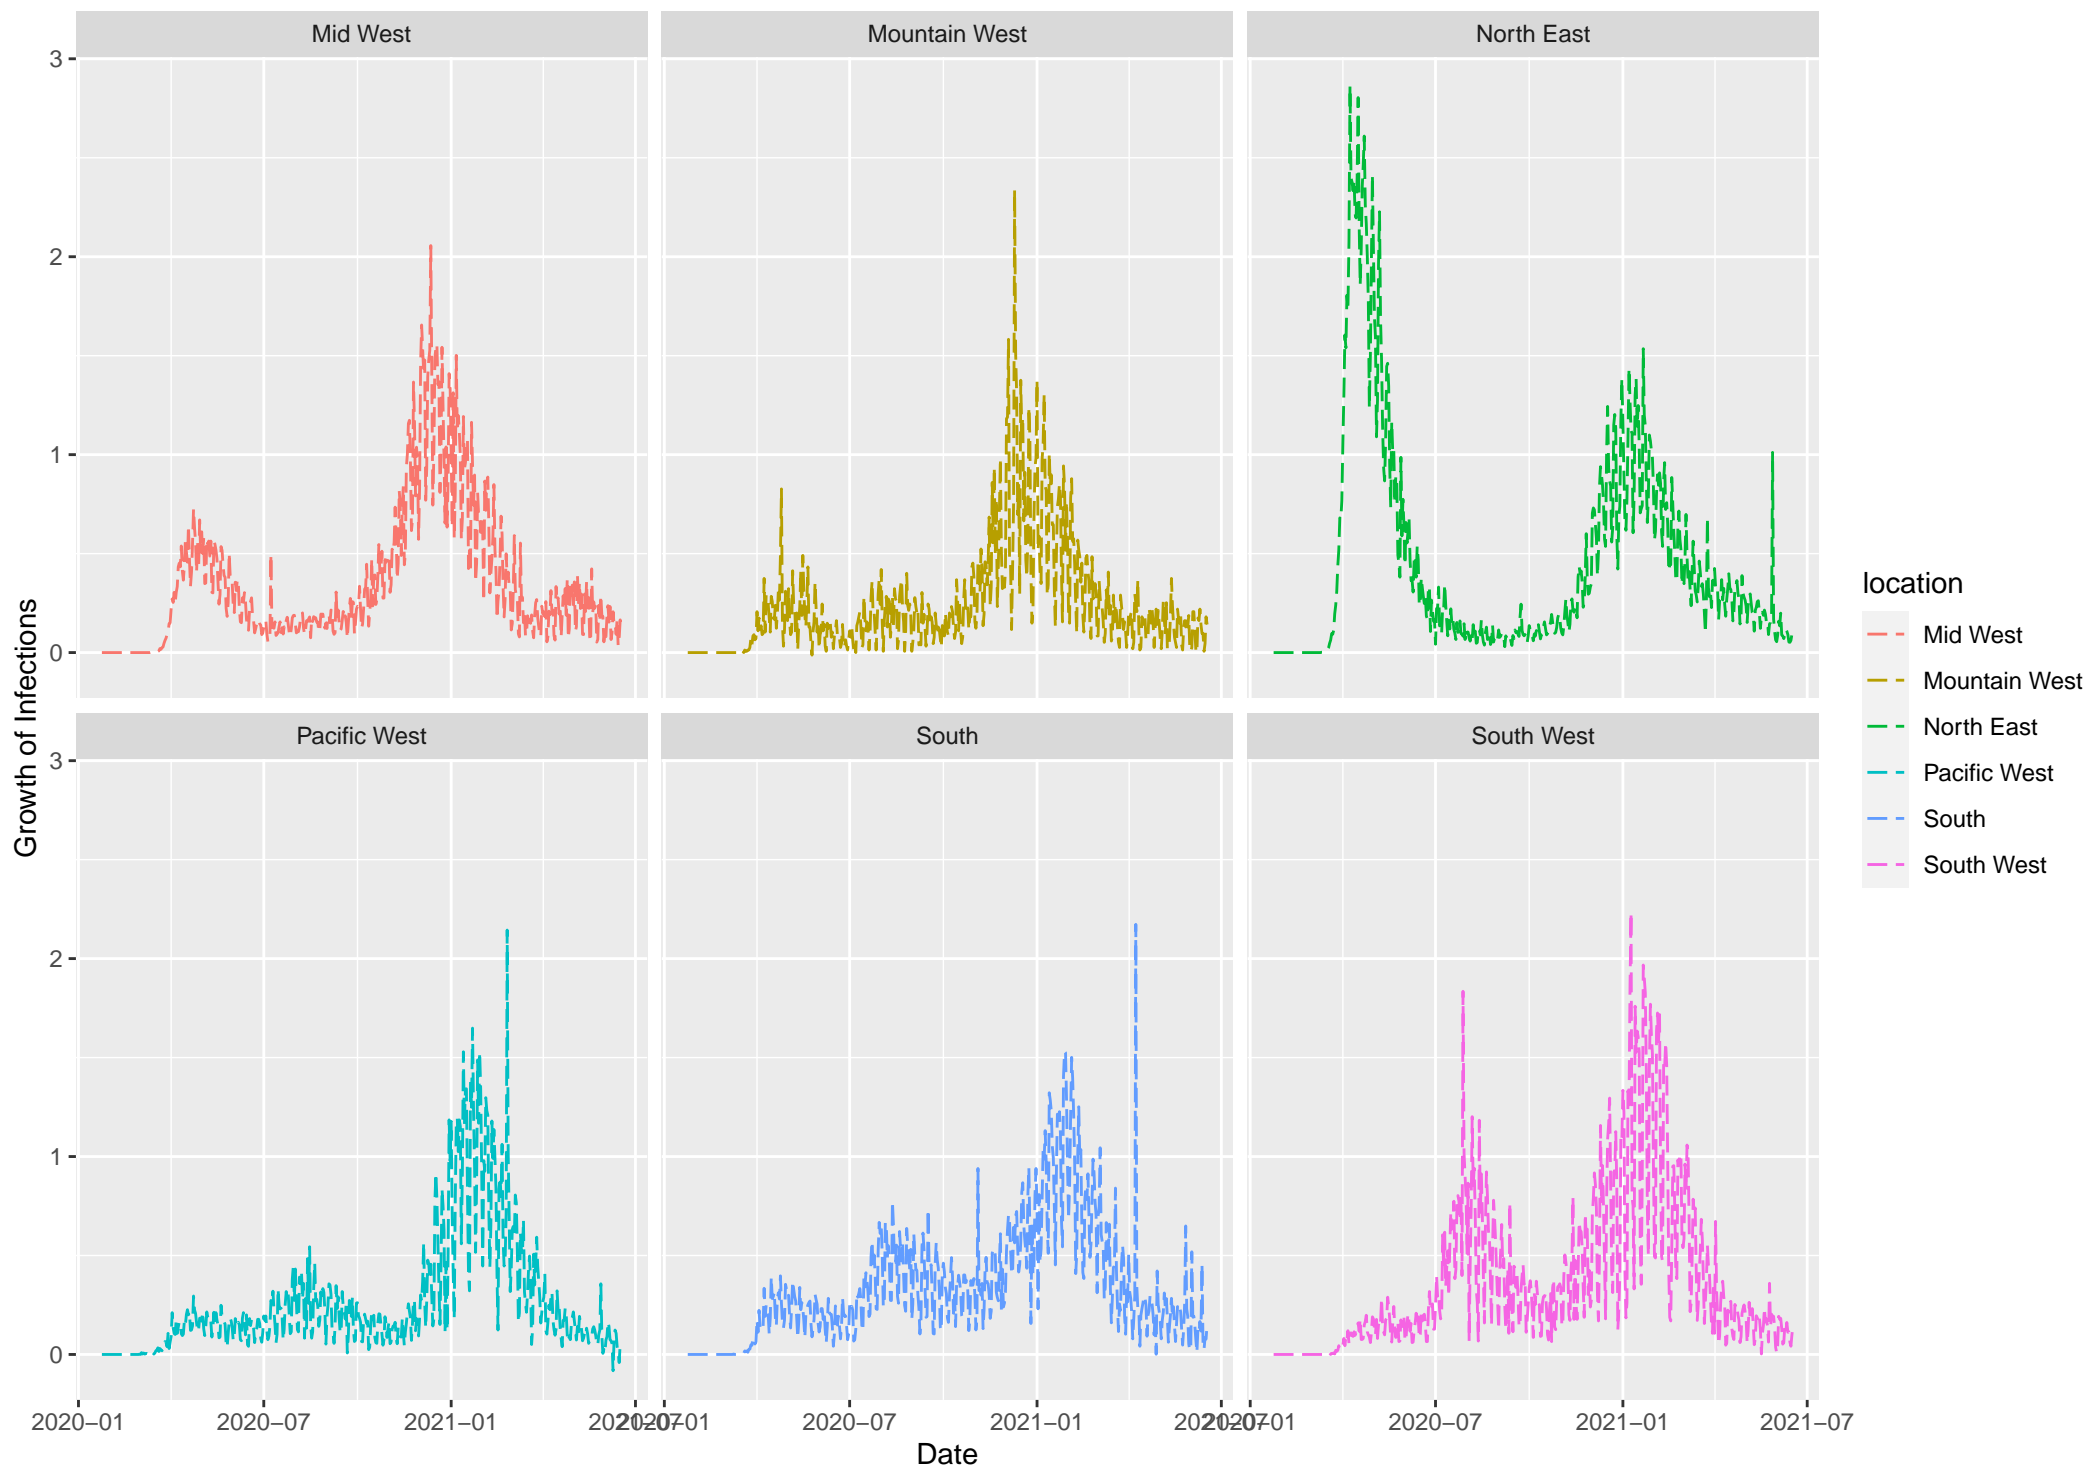 Mid West
Mountain West
North East
3
2
1
0
Growth of Infections
Pacific West
South
South West
3
2
1
0
2020–01
2020–07
2021–01
2021–07
2020–01
2020–07
2021–01
2021–07
2020–01
2020–07
2021–01
2021–07
Date
location
Mid West
Mountain West
North East
Pacific West
South
South West